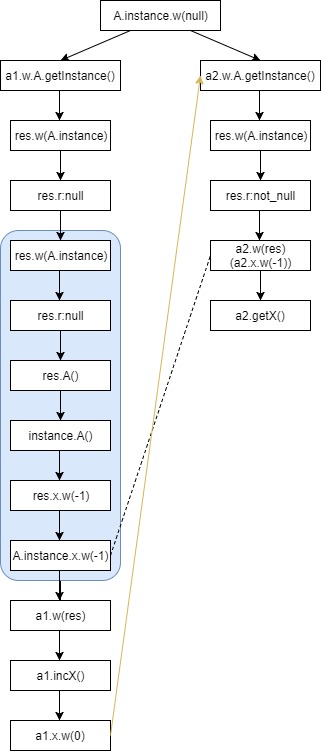 A.instance.w(null)
a1.w.A.getInstance()
res.w(A.instance)
res.r:null
res.w(A.instance)
res.r:null
res.A()
instance.A()
res.x.w(-1)
A.instance.x.w(-1)
a1.w(res)
a1.incX()
a1.x.w(0)
a2.w.A.getInstance()
res.w(A.instance)
res.r:not_null
a2.w(res)
(a2.x.w(-1))
a2.getX()